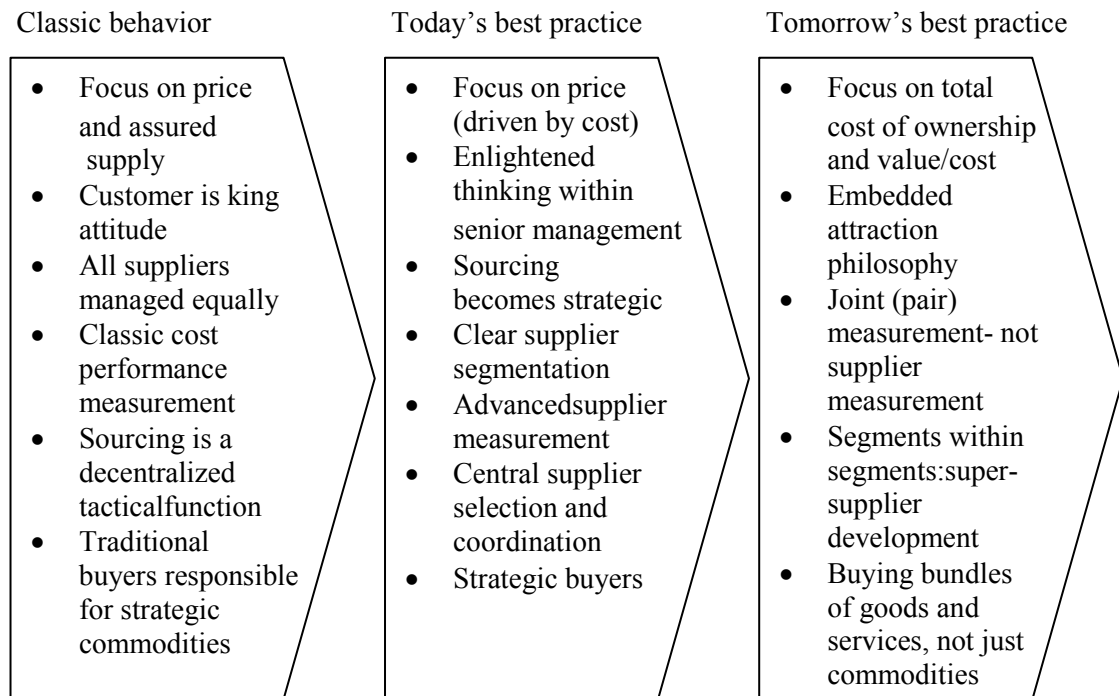 Classic behavior
Focus on price
and assured
supply
Customer is king
attitude
All suppliers
managed equally
Classic cost
performance
measurement
Sourcing is a
decentralized
tacticalfunction
Traditional
buyers responsible
for strategic
commodities
Today’s best practice
Focus on price
(driven by cost)
Enlightened
thinking within
senior management
Sourcing
becomes strategic
Clear supplier
segmentation
Advancedsupplier
measurement
Central supplier
selection and
coordination
Strategic buyers
Tomorrow’s best practice
Focus on total
cost of ownership
and value/cost
Embedded
attraction
philosophy
Joint (pair)
measurement- not
supplier
measurement
Segments within
segments:super-
supplier
development
Buying bundles
of goods and
services, not just
commodities